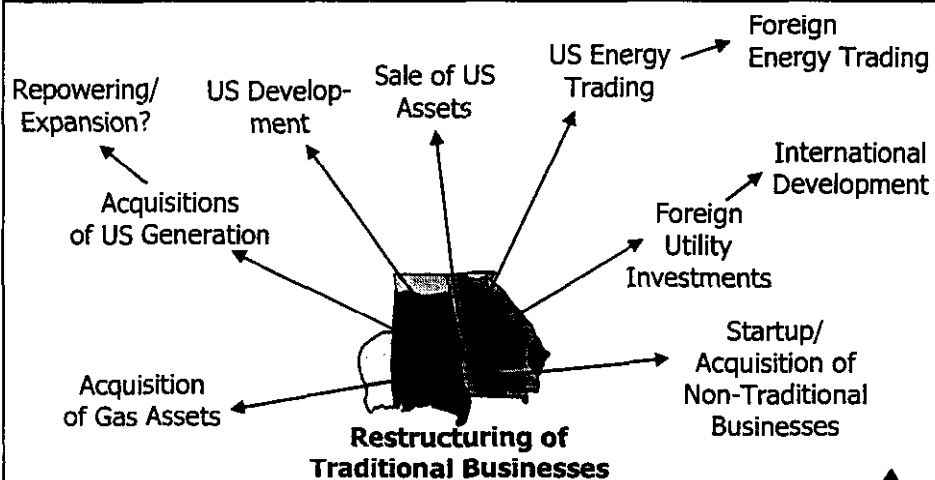 Foreign
Energy Trading
US Energy
Trading
Sale of US
Assets
US Develop-
ment
Repowering/
Expansion?
International
Development
Acquisitions
of US Generation
Foreign
Utility
Investments
Startup/
Acquisition of
Non-Traditional
Businesses
Acquisition
of Gas Assets
Restructuring of
Traditional Businesses